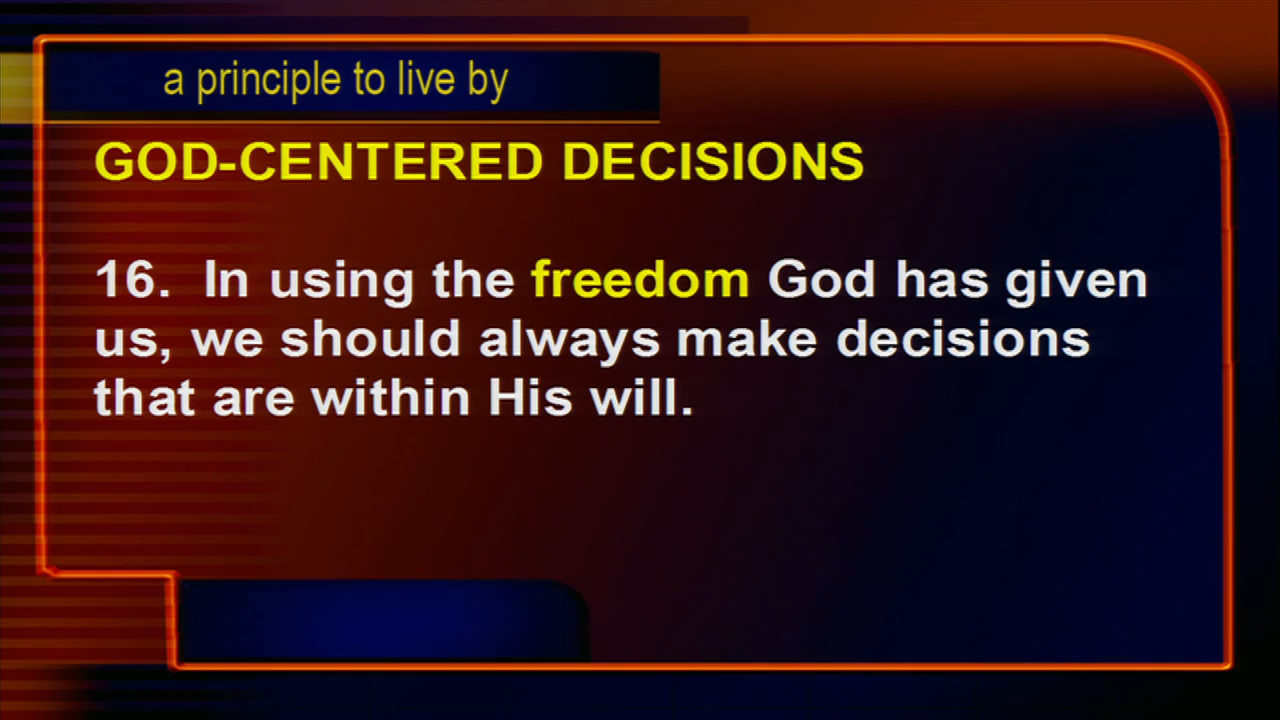 a principle to live by
GOD-CENTERED DECISIONS
16. In using the freedom God has given
us, we should always make decisions
that are within His will.